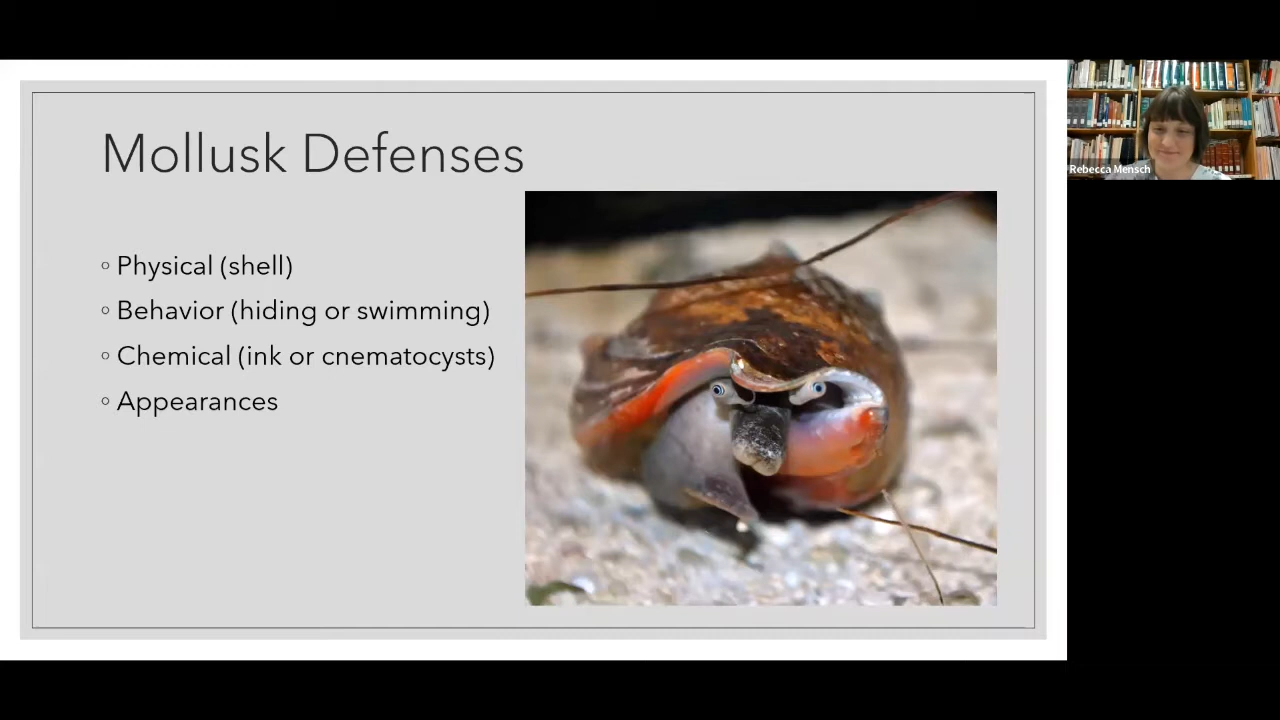 Mollusk Defenses
◦ Physical (shell)
◦ Behavior (hiding or swimming)
◦ Chemical (ink or cnematocysts)
◦ Appearances
Rebecca Mensch